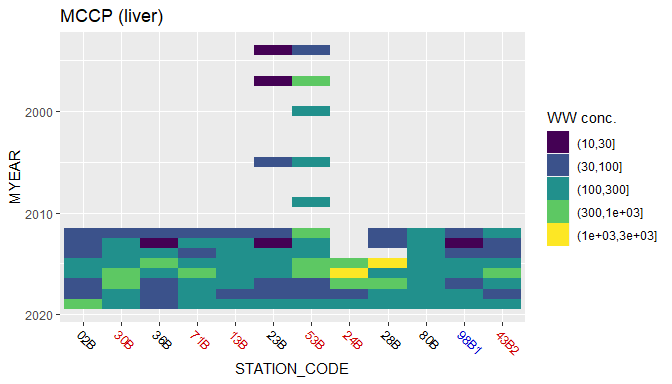 MCCP (liver)
MYEAR
2000
2010
2020
02B 30B 36B 71B 13B 23B 53B 24B 28B 80B 98B1 43B2
STATION_CODE
WW conc.
(10,30]
(30,100]
(100,300]
(300,1e+03]
(1e+03,3e+03]